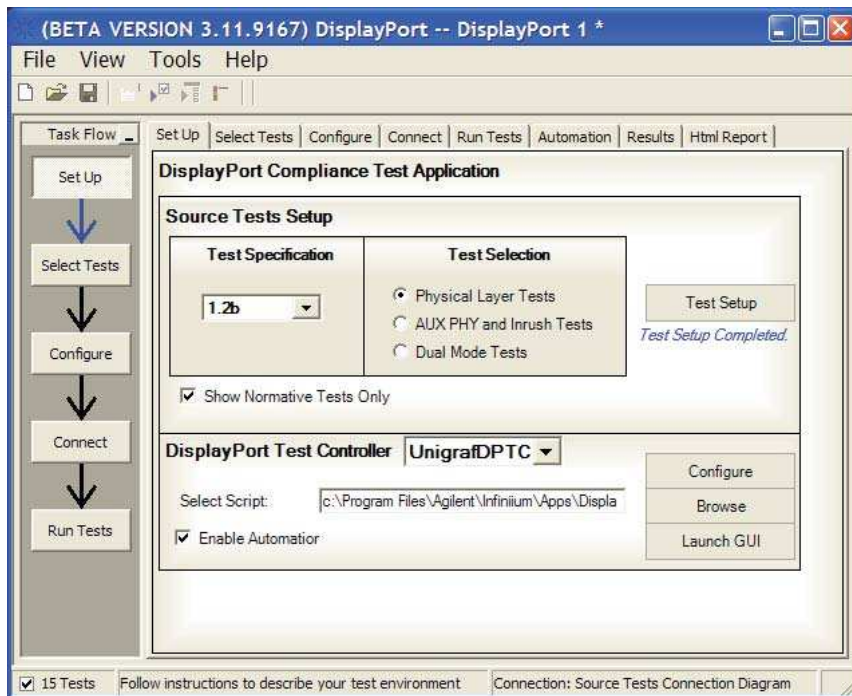 (BETA VERSION 3.11.9167) DisplayPort -- DisplayPort 1 *
File View Tools Help
Task Flow
Set Up
Select Tests
Configure
Connect
Run Tests
Set Up Select Tests Configure Connect Run Tests Automation Results Html Report
DisplayPort Compliance Test Application
Source Tests Setup
Test Specification
1.2b
Test Selection
Physical Layer Tests
AUX PHY and Inrush Tests
Dual Mode Tests
Test Setup
Test Setup Completed.
Show Normative Tests Only
DisplayPort Test Controller UnigrafDPTC
Select Script: c:\Program Files\Agilent\Infiniium\Apps\Displa
Enable Automatior
Configure
Browse
Launch GUI
15 Tests Follow instructions to describe your test environment Connection: Source Tests Connection Diagram